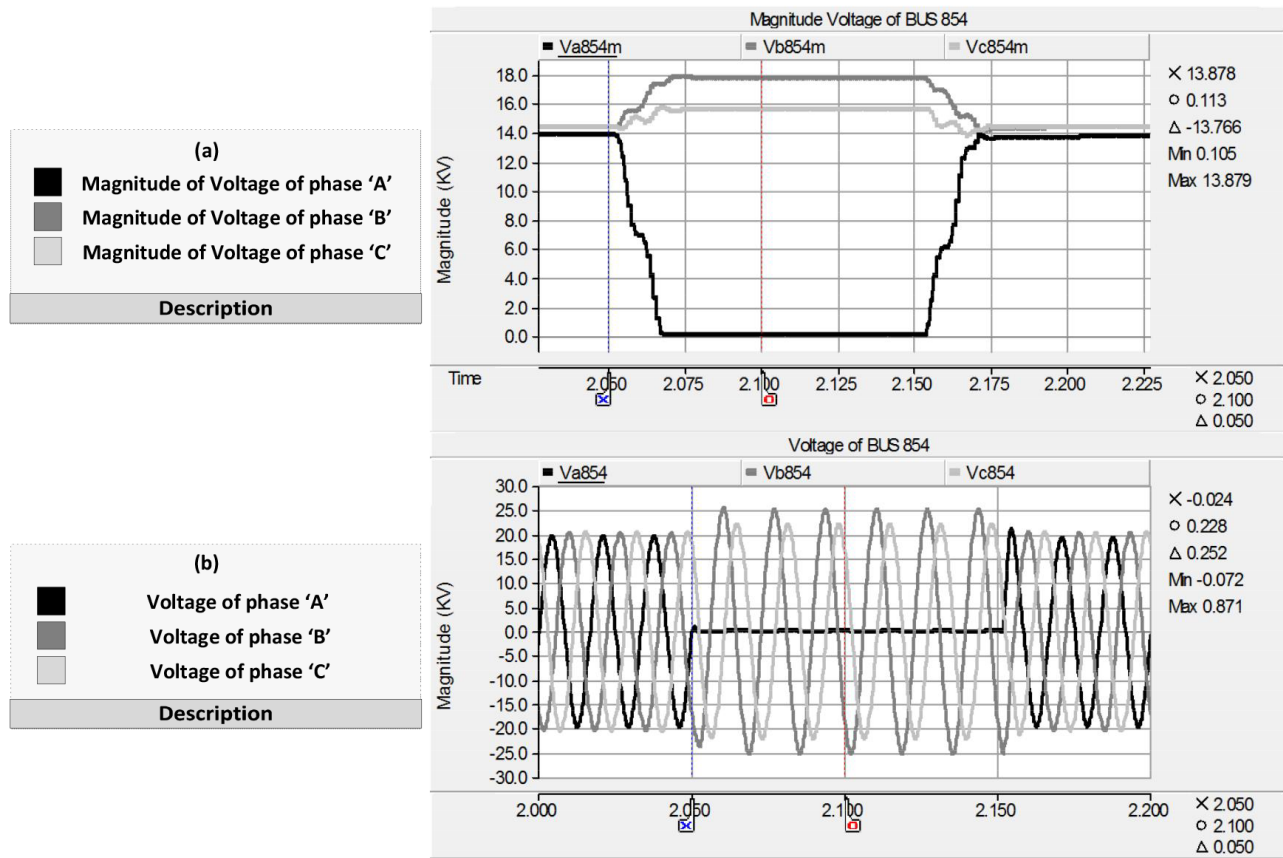 (a)
Magnitude of Voltage of phase ‘A’
Magnitude of Voltage of phase ‘B’
Magnitude of Voltage of phase ‘C’
Description
Magnitude Voltage of BUS 854
Va854m Vb854m Vc854m
Magnitude (KV)
18.0
16.0
14.0
12.0
10.0
8.0
6.0
4.0
2.0
0.0
13.878
0.113
Δ -13.766
Min 0.105
Max 13.879
Time
2.050 2.075 2.100 2.125 2.150 2.175 2.200 2.225
2.050
2.100
Δ 0.050
(b)
Voltage of phase ‘A’
Voltage of phase ‘B’
Voltage of phase ‘C’
Description
Voltage of BUS 854
Va854 Vb854 Vc854
Magnitude (KV)
30.0
25.0
20.0
15.0
10.0
5.0
0.0
-5.0
-10.0
-15.0
-20.0
-25.0
-30.0
-0.024
0.228
Δ 0.252
Min -0.072
Max 0.871
2.000 2.050 2.100 2.150 2.200
2.050
2.100
Δ 0.050